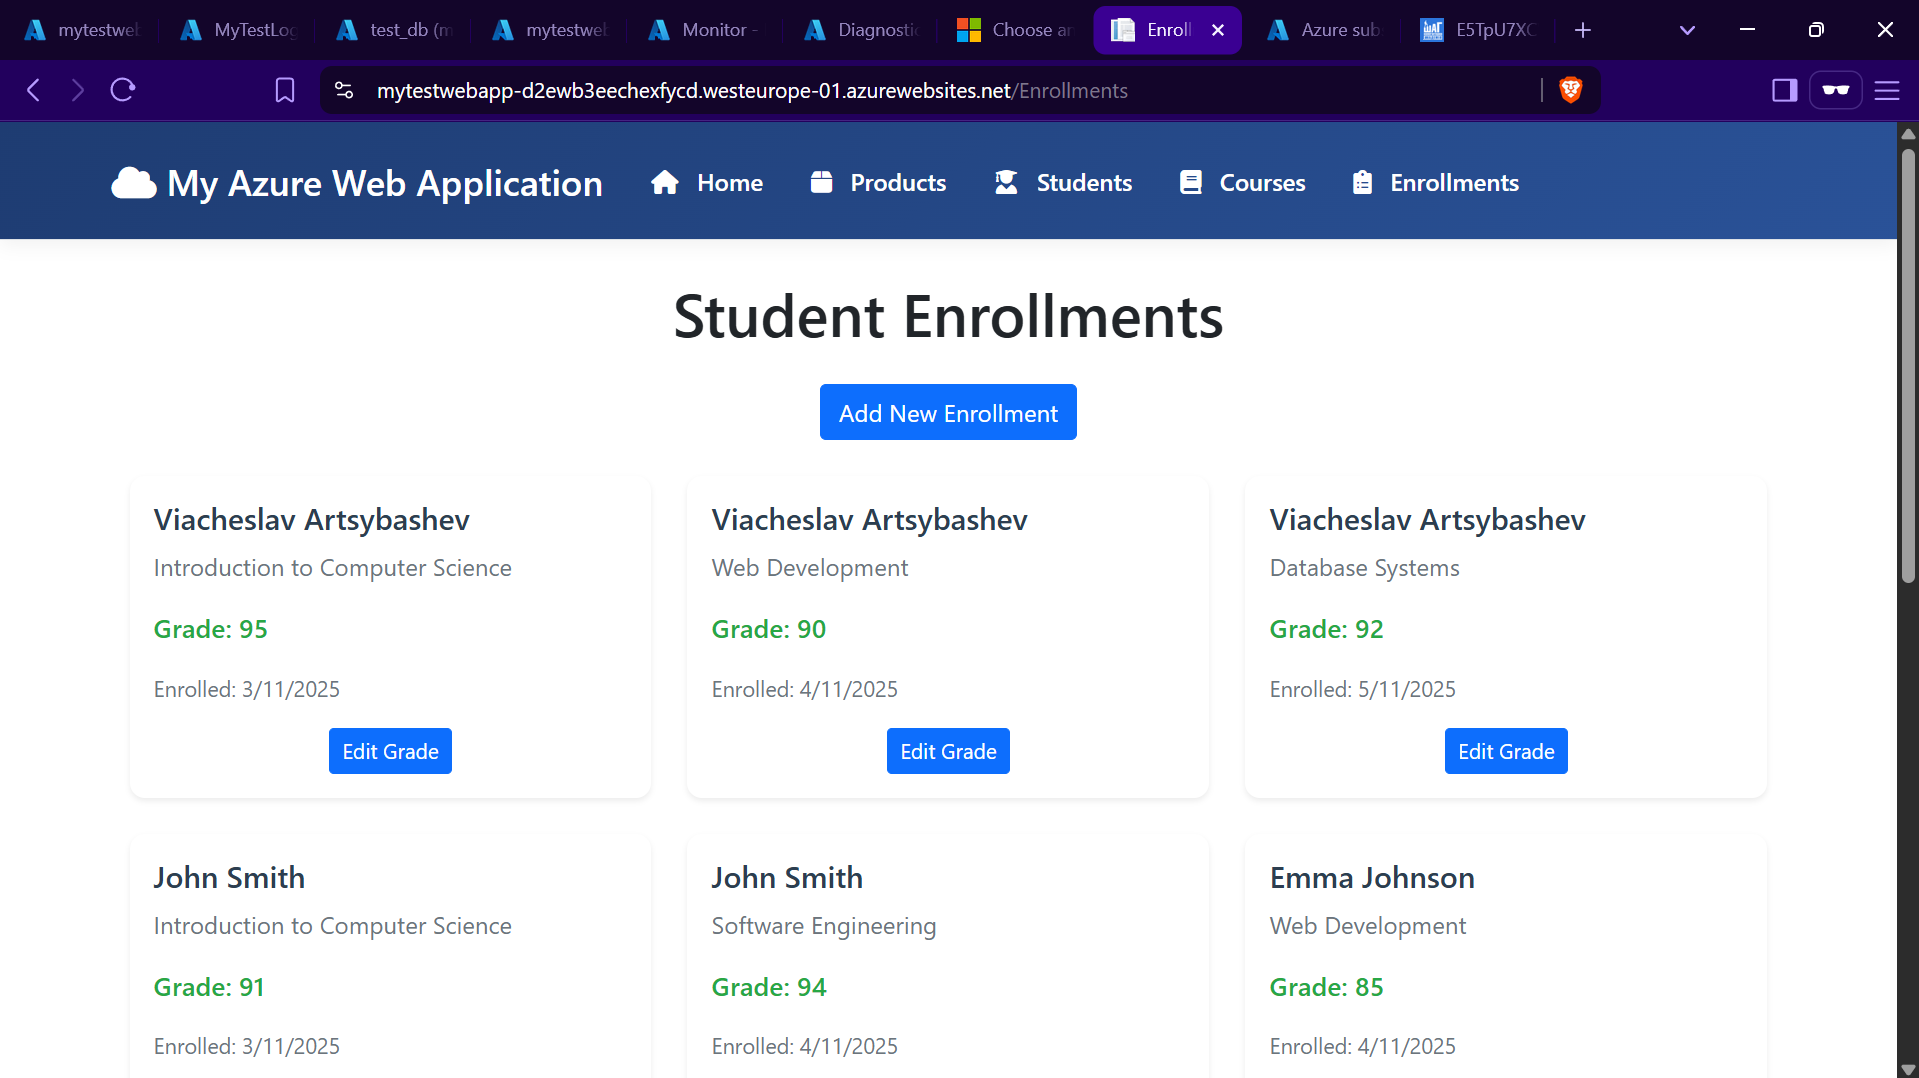 mytestweb
MyTestLog
test_db (m
mytestweb
Monitor -
Diagnostic
Choose an
Enroll
Azure sub
E5TpU7XC
mytestwebapp-d2ewb3eechexfycd.westeurope-01.azurewebsites.net/Enrollments
My Azure Web Application
Home
Products
Students
Courses
Enrollments
Student Enrollments
Add New Enrollment
Viacheslav Artsybashev
Introduction to Computer Science
Grade: 95
Enrolled: 3/11/2025
Edit Grade
Viacheslav Artsybashev
Web Development
Grade: 90
Enrolled: 4/11/2025
Edit Grade
Viacheslav Artsybashev
Database Systems
Grade: 92
Enrolled: 5/11/2025
Edit Grade
John Smith
Introduction to Computer Science
Grade: 91
Enrolled: 3/11/2025
John Smith
Software Engineering
Grade: 94
Enrolled: 4/11/2025
Emma Johnson
Web Development
Grade: 85
Enrolled: 4/11/2025